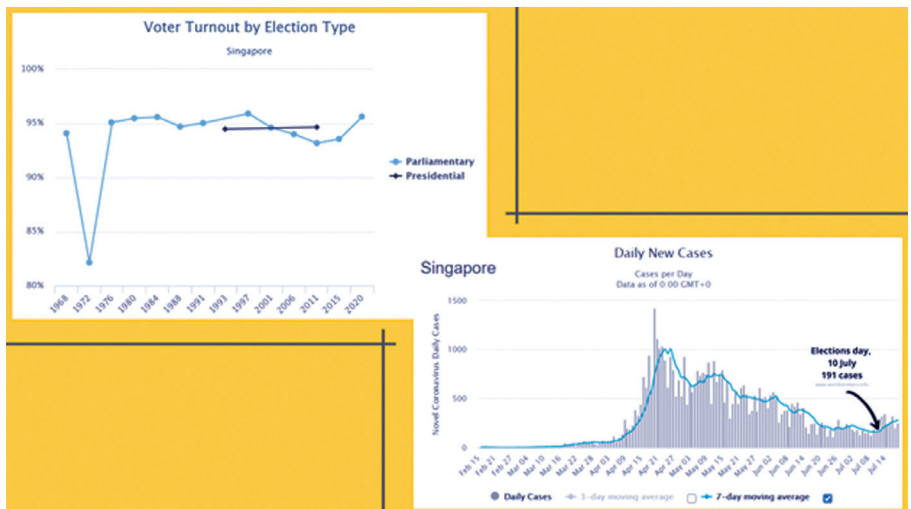 Voter Turnout by Election Type
Singapore
100%
95%
90%
85%
80%
Parliamentary
Presidential
1968
1972
1976
1980
1984
1988
1991
1993
1997
2001
2006
2011
2015
2020
Singapore
Daily New Cases
Cases per Day
Data as of 0:00 GMT+0
Novel Coronavirus Daily Cases
1500
1000
500
0
Elections day,
10 July
191 cases
Feb 15
Feb 21
Feb 27
Mar 04
Mar 10
Mar 16
Mar 22
Mar 28
Apr 03
Apr 09
Apr 15
Apr 21
Apr 27
May 03
May 09
May 15
May 21
May 27
Jun 02
Jun 08
Jun 14
Jun 20
Jun 26
Jul 02
Jul 08
Jul 14
Daily Cases
3-day moving average
7-day moving average